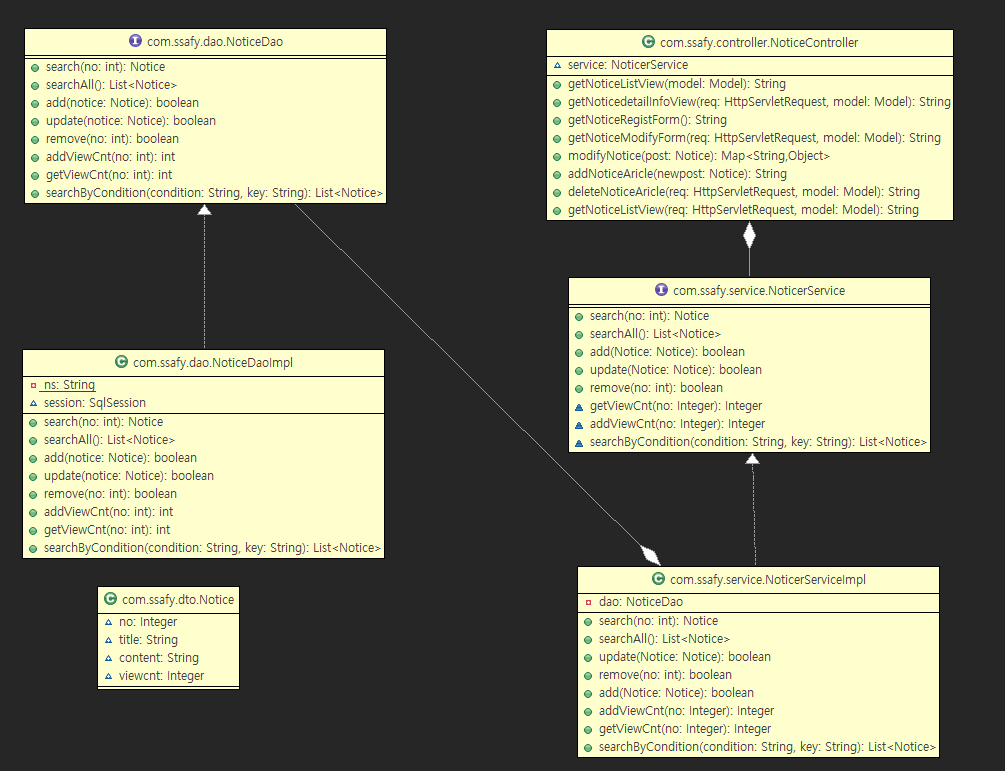 com.ssafy.dao.NoticeDao
search(no: int): Notice
searchAll(): List<Notice>
add(notice: Notice): boolean
update(notice: Notice): boolean
remove(no: int): boolean
addViewCnt(no: int): int
getViewCnt(no: int): int
searchByCondition(condition: String, key: String): List<Notice>
com.ssafy.controller.NoticeController
service: NoticerService
getNoticeListView(model: Model): String
getNoticedetailInfoView(req: HttpServletRequest, model: Model): String
getNoticeRegistForm(): String
getNoticeModifyForm(req: HttpServletRequest, model: Model): String
modifyNotice(post: Notice): Map<String,Object>
addNoticeAricle(newpost: Notice): String
deleteNoticeAricle(req: HttpServletRequest, model: Model): String
getNoticeListView(req: HttpServletRequest, model: Model): String
com.ssafy.service.NoticerService
search(no: int): Notice
searchAll(): List<Notice>
add(Notice: Notice): boolean
update(Notice: Notice): boolean
remove(no: int): boolean
getViewCnt(no: Integer): Integer
addViewCnt(no: Integer): Integer
searchByCondition(condition: String, key: String): List<Notice>
com.ssafy.dao.NoticeDaoImpl
ns: String
session: SqlSession
search(no: int): Notice
searchAll(): List<Notice>
add(notice: Notice): boolean
update(notice: Notice): boolean
remove(no: int): boolean
addViewCnt(no: int): int
getViewCnt(no: int): int
searchByCondition(condition: String, key: String): List<Notice>
com.ssafy.dto.Notice
no: Integer
title: String
content: String
viewcnt: Integer
com.ssafy.service.NoticerServiceImpl
dao: NoticeDao
search(no: int): Notice
searchAll(): List<Notice>
update(Notice: Notice): boolean
remove(no: int): boolean
add(Notice: Notice): boolean
addViewCnt(no: Integer): Integer
getViewCnt(no: Integer): Integer
searchByCondition(condition: String, key: String): List<Notice>